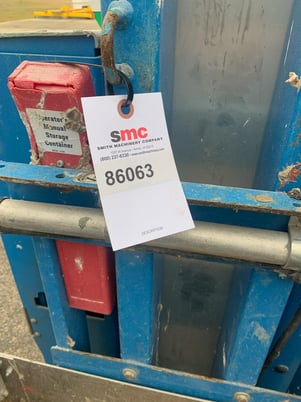 Operator's
Manual
Storage
Container
smc
SMITH MACHINERY COMPANY
86063
DESCRIPTION